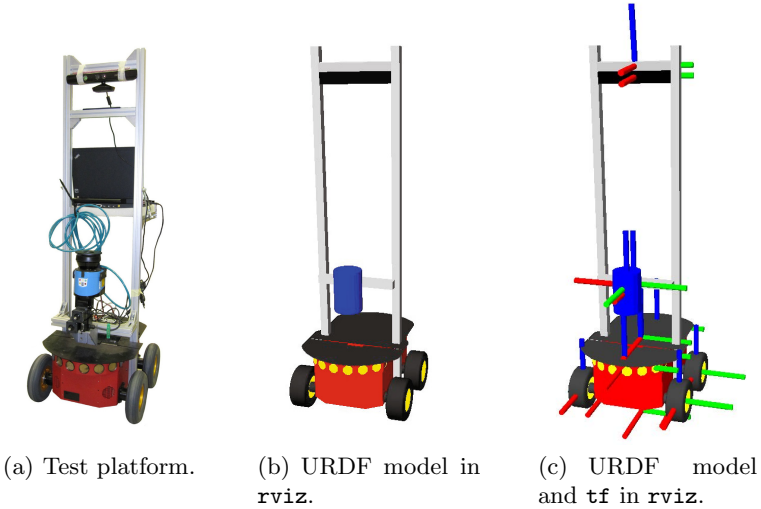 (a) Test platform.
(b) URDF model in
rviz.
(c) URDF model
and tf in rviz.